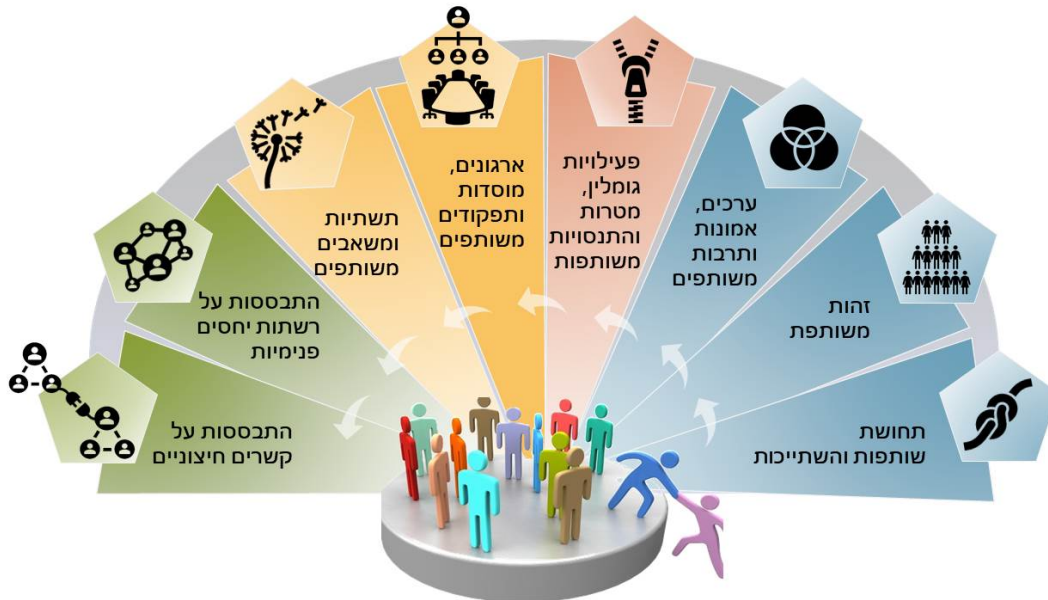 תחושת
שותפות והשתייכות
זהות
משותפת
ערכים,
אמונות
ותרבות
משותפים
פעילויות
גומלין,
מטרות
והתנסויות
משותפות
ארגונים,
מוסדות
ותפקודים
משותפים
תשתיות
ומשאבים
משותפים
התבססות על
רשתות יחסים
פנימיות
התבססות על
קשרים חיצוניים